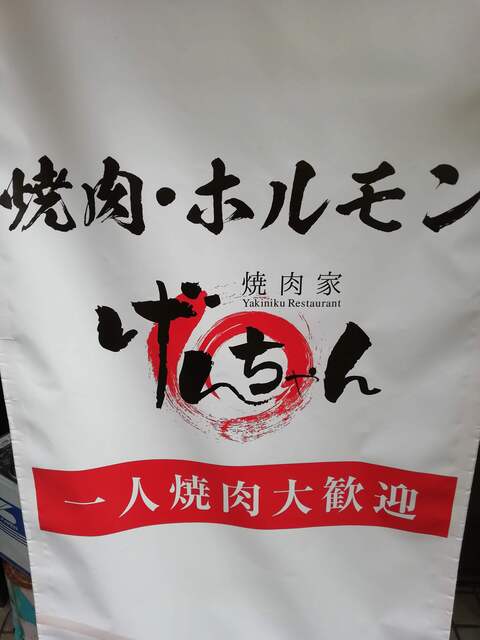 焼肉・ホルモン
焼肉家
Yakiniku Restaurant
げんちゃん
一人焼肉大歓迎